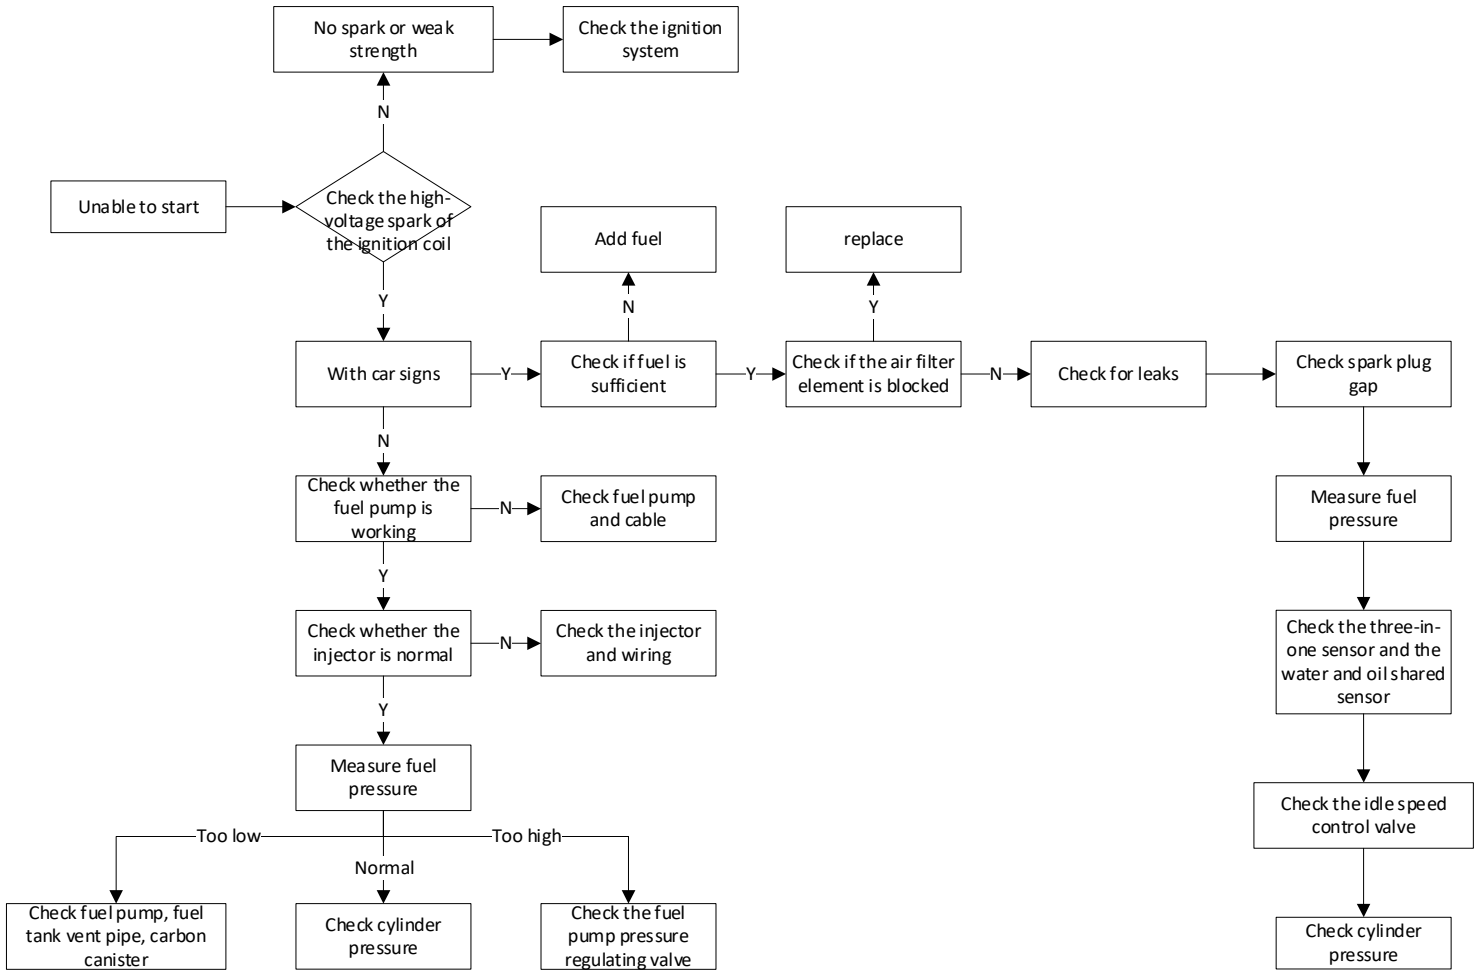 No spark or weak
strength
Check the ignition
system
N
Unable to start
Check the high-
voltage spark of
the ignition coil
Add fuel
replace
Y
N
Y
With car signs
Y
Check if fuel is
sufficient
Y
Check if the air filter
element is blocked
N
Check for leaks
Check spark plug
gap
N
Check whether the
fuel pump is
working
N
Check fuel pump
and cable
Measure fuel
pressure
Y
Check whether the
injector is normal
N
Check the injector
and wiring
Check the three-in-
one sensor and the
water and oil shared
sensor
Y
Measure fuel
pressure
Check the idle speed
control valve
Too low
Too high
Normal
Check fuel pump, fuel
tank vent pipe, carbon
canister
Check cylinder
pressure
Check the fuel
pump pressure
regulating valve
Check cylinder
pressure